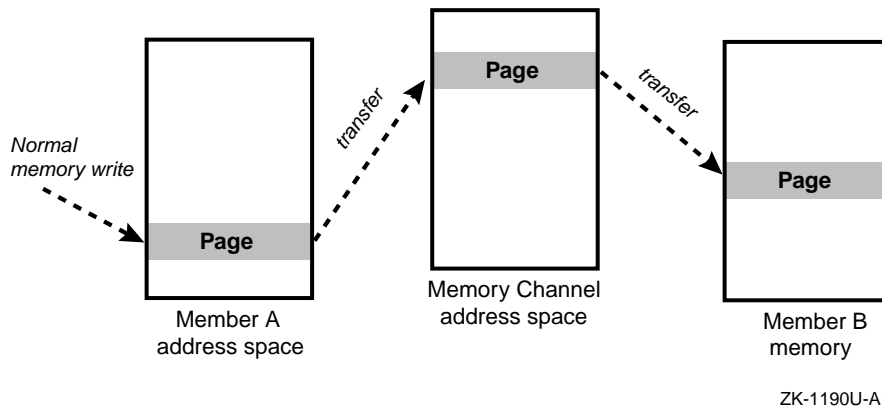 Normal
memory write
Page
Member A
address space
transfer
Page
Memory Channel
address space
transfer
Page
Member B
memory
ZK-1190U-AI